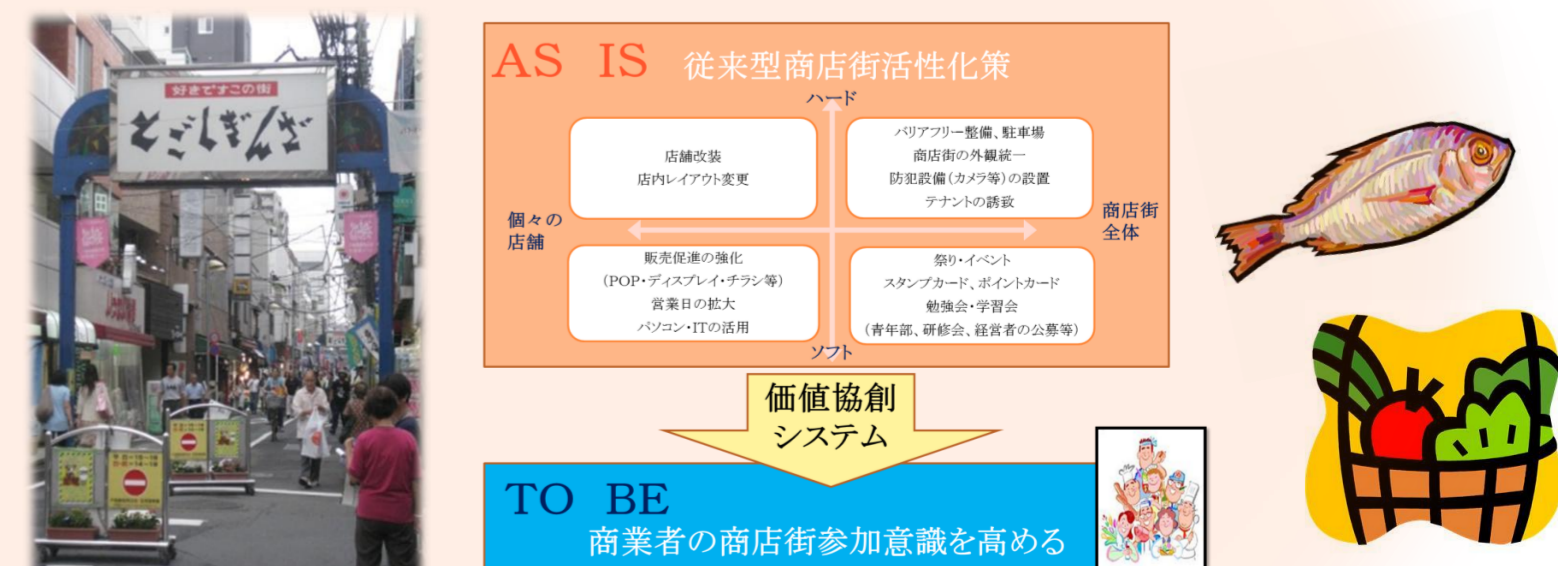 好きですこの街
とごしぎんざ
AS IS 従来型商店街活性化策
ハード
店舗改装
店内レイアウト変更
バリアフリー整備、駐車場
商店街の外観統一
防犯設備(カメラ等)の設置
テナントの誘致
個々の
店舗
商店街
全体
販売促進の強化
(POP・ディスプレイ・チラシ等)
営業日の拡大
パソコン・ITの活用
祭り・イベント
スタンプカード、ポイントカード
勉強会・学習会
(青年部、研修会、経営者の公募等)
ソフト
価値協創
システム
TO BE
商業者の商店街参加意識を高める